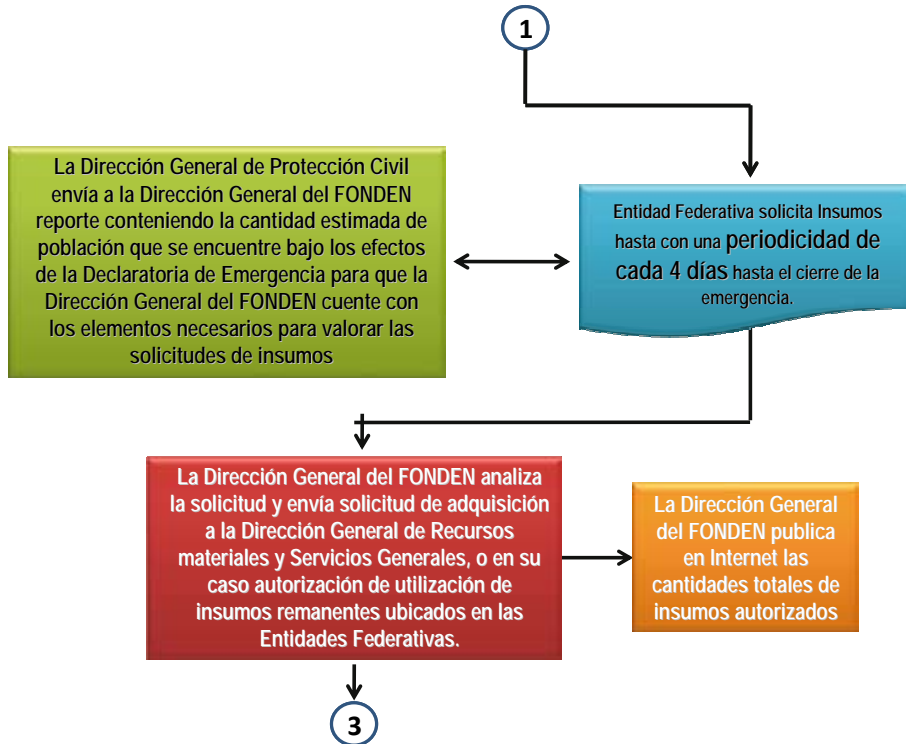 1
La Dirección General de Protección Civil
envía a la Dirección General del FONDEN
reporte conteniendo la cantidad estimada de
población que se encuentre bajo los efectos
de la Declaratoria de Emergencia para que la
Dirección General del FONDEN cuente con
los elementos necesarios para valorar las
solicitudes de insumos
Entidad Federativa solicita Insumos
hasta con una periodicidad de
cada 4 días hasta el cierre de la
emergencia.
La Dirección General del FONDEN analiza
la solicitud y envía solicitud de adquisición
a la Dirección General de Recursos
materiales y Servicios Generales, o en su
caso autorización de utilización de
insumos remanentes ubicados en las
Entidades Federativas.
La Dirección General
del FONDEN publica
en Internet las
cantidades totales de
insumos autorizados
3